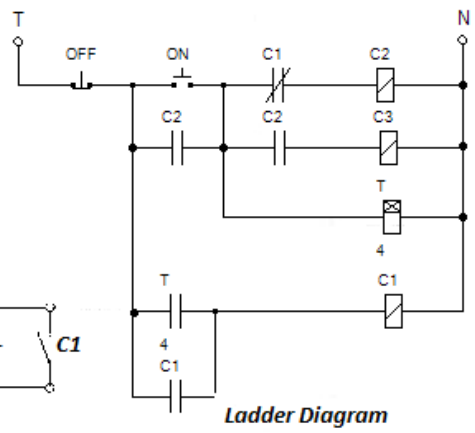 T N
OFF ON C1 C2
C2 C2 C3
T
4
T C1
C1
4
C1
Ladder Diagram